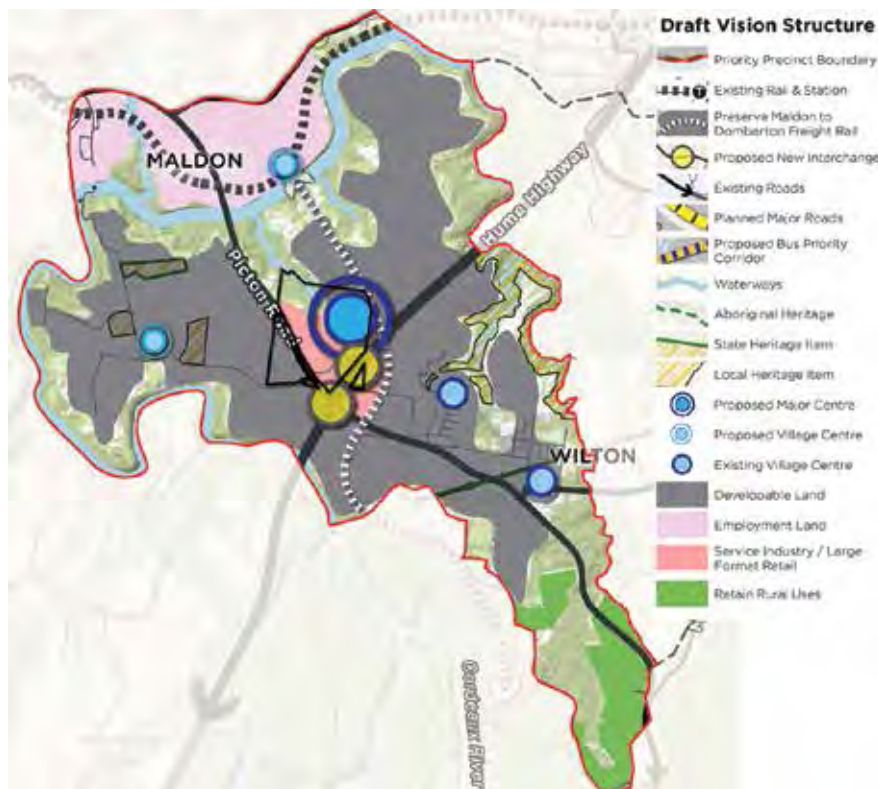 Draft Vision Structure
Priority Precinct Boundary
Existing Rail & Station
Preserve Maldon to
Dombarton Freight Rail
Proposed New Interchange
Existing Roads
Planned Major Roads
Proposed Bus Priority
Corridor
Waterways
Aboriginal Heritage
State Heritage Item
Local Heritage Item
Proposed Major Centre
Proposed Village Centre
Existing Village Centre
Developable Land
Employment Land
Service Industry / Large
Format Retail
Retain Rural Uses
MALDON
Hume Highway
Picton Road
WILTON
Cordeaux River